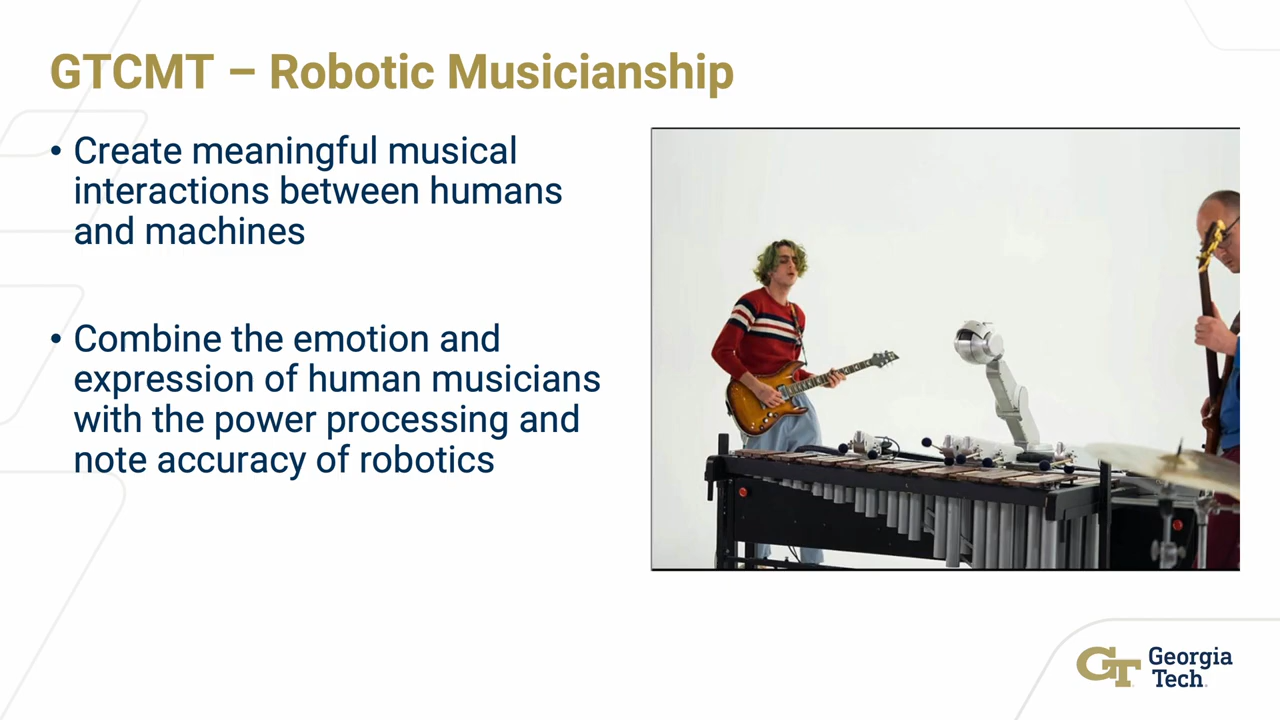 GTCMT – Robotic Musicianship
• Create meaningful musical
interactions between humans
and machines
• Combine the emotion and
expression of human musicians
with the power processing and
note accuracy of robotics
GT Georgia
Tech.